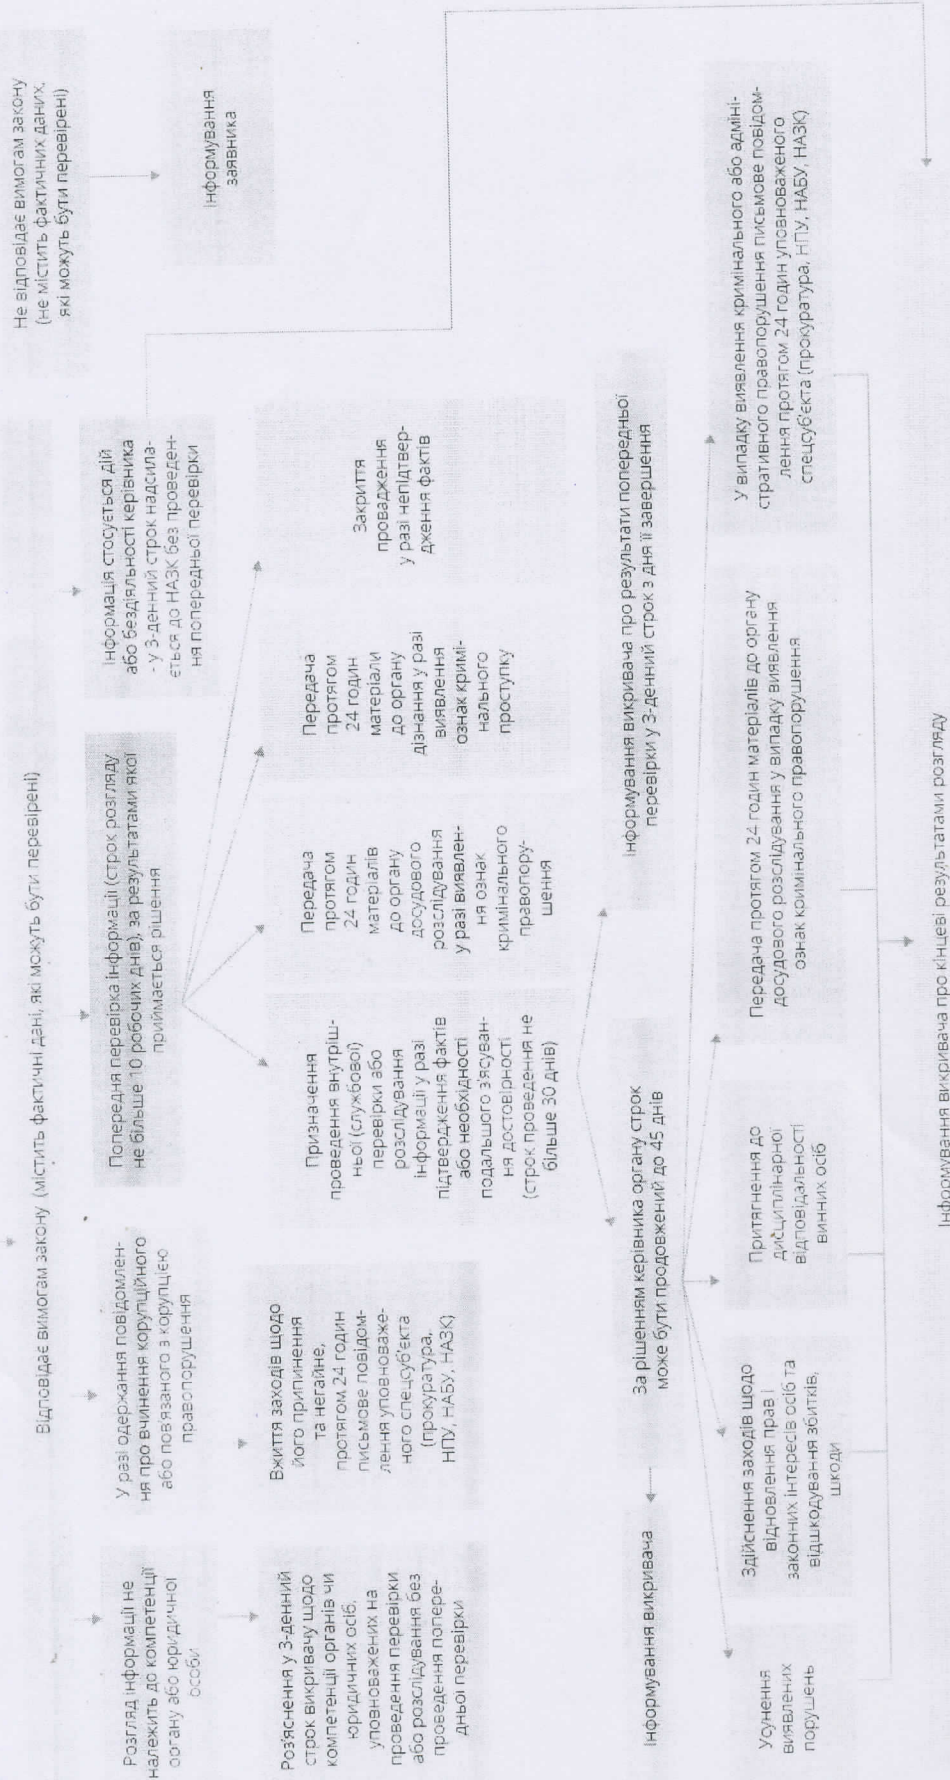 Відповідає вимогам закону (містить фактичні дані, які можуть бути перевірені)
Не відповідає вимогам закону
(не містить фактичних даних,
які можуть бути перевірені)
Розгляд інформації не
належить до компетенції
органу або юридичної
особи
У разі одержання повідомлен-
ня про вчинення корупційного
або пов'язаного з корупцією
правопорушення
Попередня перевірка інформації (строк розгляду
не більше 10 робочих днів), за результатами якої
приймається рішення
Інформація стосується дій
або бездіяльності керівника
- у 3-денний строк надсила-
ється до НАЗК без проведен-
ня попередньої перевірки
Інформування
заявника
Роз'яснення у 3-денний
строк викривачу щодо
компетенції органів чи
юридичних осіб,
уповноважених на
проведення перевірки
або розслідування без
проведення попере-
дньої перевірки
Вжиття заходів щодо
його припинення
та негайне,
протягом 24 годин
письмове повідом-
лення уповноваже-
ного спецсуб'єкта
(прокуратура,
НПУ, НАБУ, НАЗК)
Призначення
проведення внутріш-
ньої (службової)
перевірки або
розслідування
інформації у разі
підтвердження фактів
або необхідності
подальшого з'ясуван-
ня достовірності
(строк проведення не
більше 30 днів)
Передача
протягом
24 годин
матеріалів
до органу
досудового
розслідування
у разі виявлен-
ня ознак
кримінального
правопору-
шення
Передача
протягом
24 годин
матеріали
до органу
дізнання у разі
виявлення
ознак кримі-
нального
проступку
Закриття
провадження
у разі непідтвер-
дження фактів
Інформування викривача
За рішенням керівника органу строк
може бути продовжений до 45 днів
Інформування викривача про результати попередньої
перевірки у 3-денний строк з дня її завершення
Усунення
виявлених
порушень
Здійснення заходів щодо
відновлення прав і
законних інтересів осіб та
відшкодування збитків,
шкоди
Притягнення до
дисциплінарної
відповідальності
винних осіб
Передача протягом 24 годин матеріалів до органу
досудового розслідування у випадку виявлення
ознак кримінального правопорушення
У випадку виявлення кримінального або адміні-
стративного правопорушення письмове повідом-
лення протягом 24 годин уповноваженого
спецсуб'єкта (прокуратура, НПУ, НАБУ, НАЗК)
Інформування викривача про кінцеві результатами розгляду